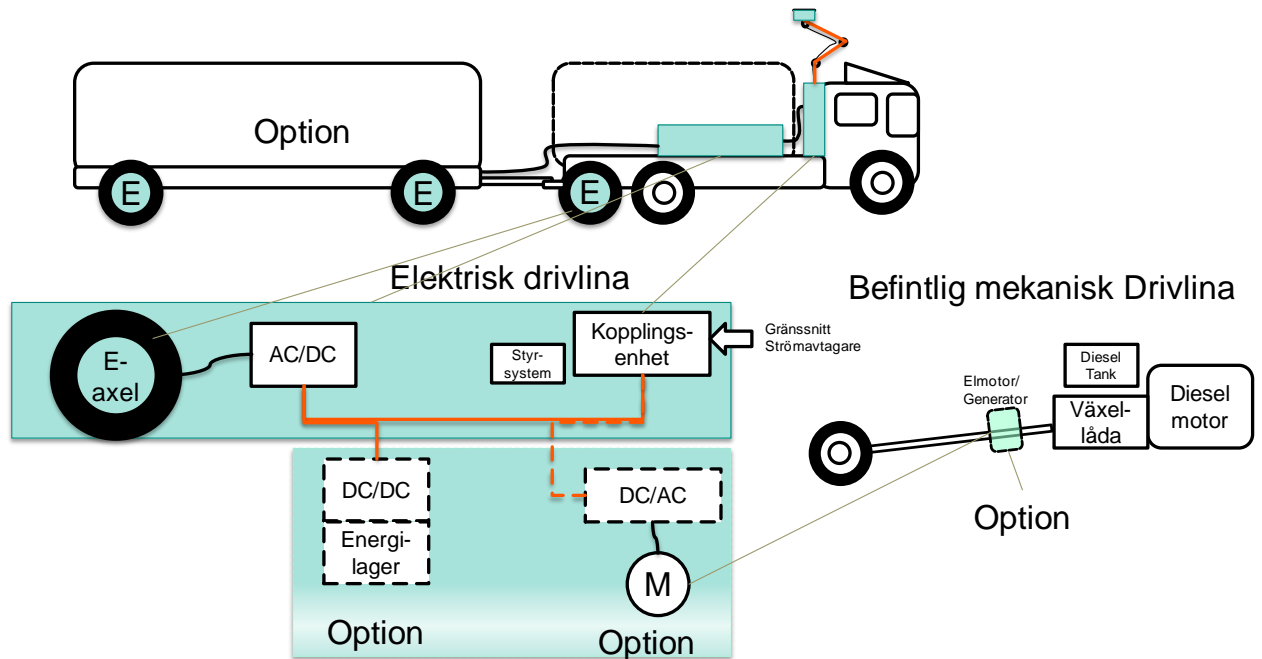 Option
E
E
E
Elektrisk drivlina
Befintlig mekanisk Drivlina
E-
axel
AC/DC
Styr-
system
Kopplings-
enhet
Gränssnitt
Strömavtagare
DC/DC
Energi-
lager
Option
DC/AC
M
Option
Elmotor/
Generator
Diesel
Tank
Växel-
låda
Diesel
motor
Option